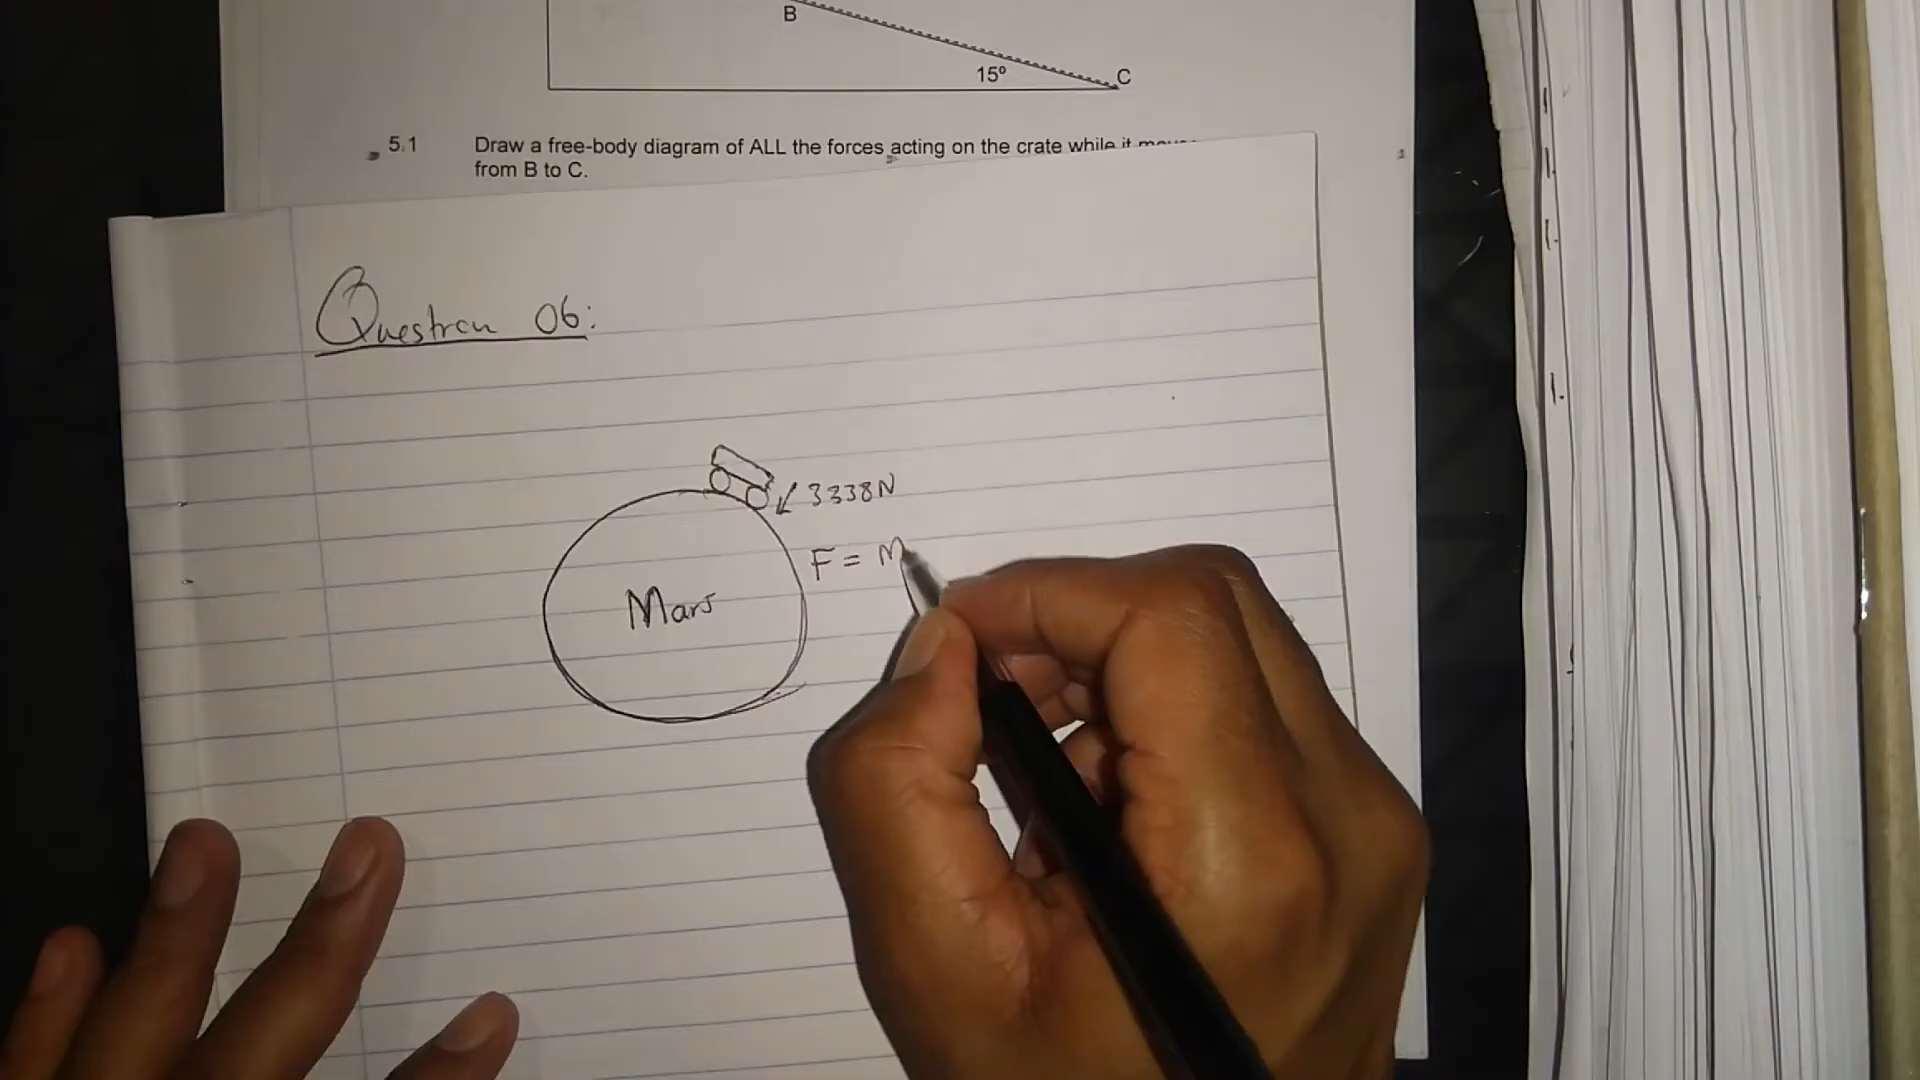 B
15°
C
5.1 Draw a free-body diagram of ALL the forces acting on the crate while it
from B to C.
Question 06:
3338N
F = M
Mars